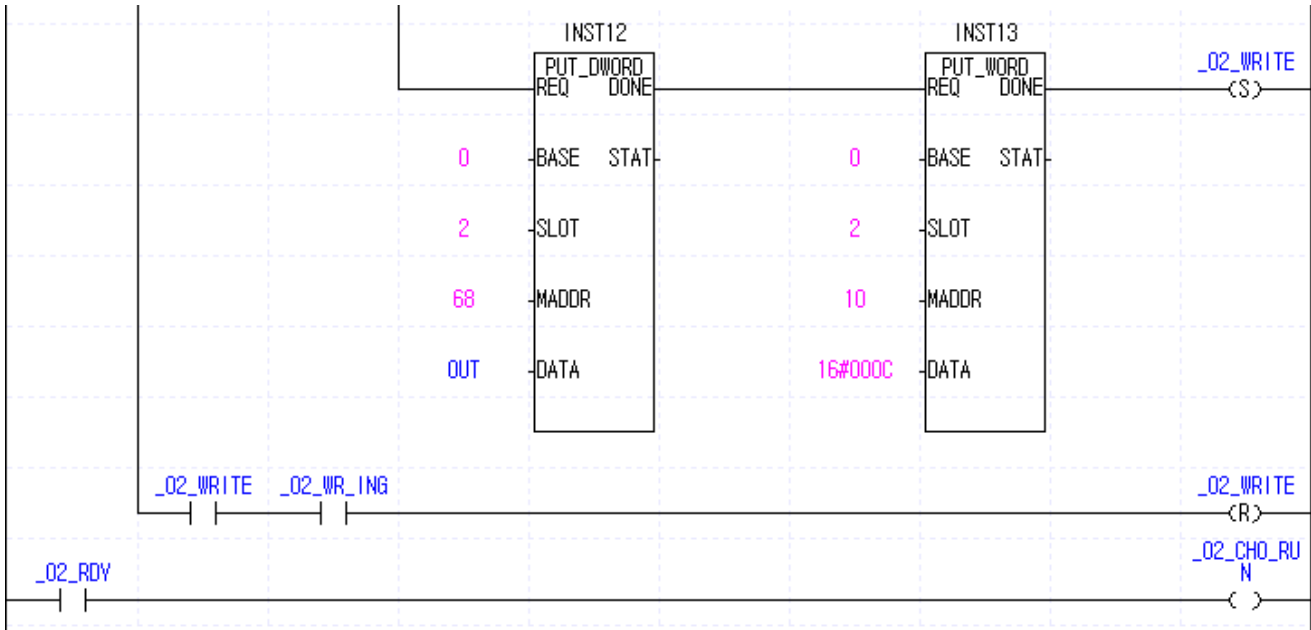 INST12 INST13
PUT_DWORD PUT_WORD _02_WRITE
REQ DONE REQ DONE (S)
0 BASE STAT 0 BASE STAT
2 SLOT 2 SLOT
68 MADDR 10 MADDR
OUT DATA 16#000C DATA
_02_WRITE _02_WR_ING _02_WRITE
(R)
_02_CH0_RU
_02_RDY N
( )